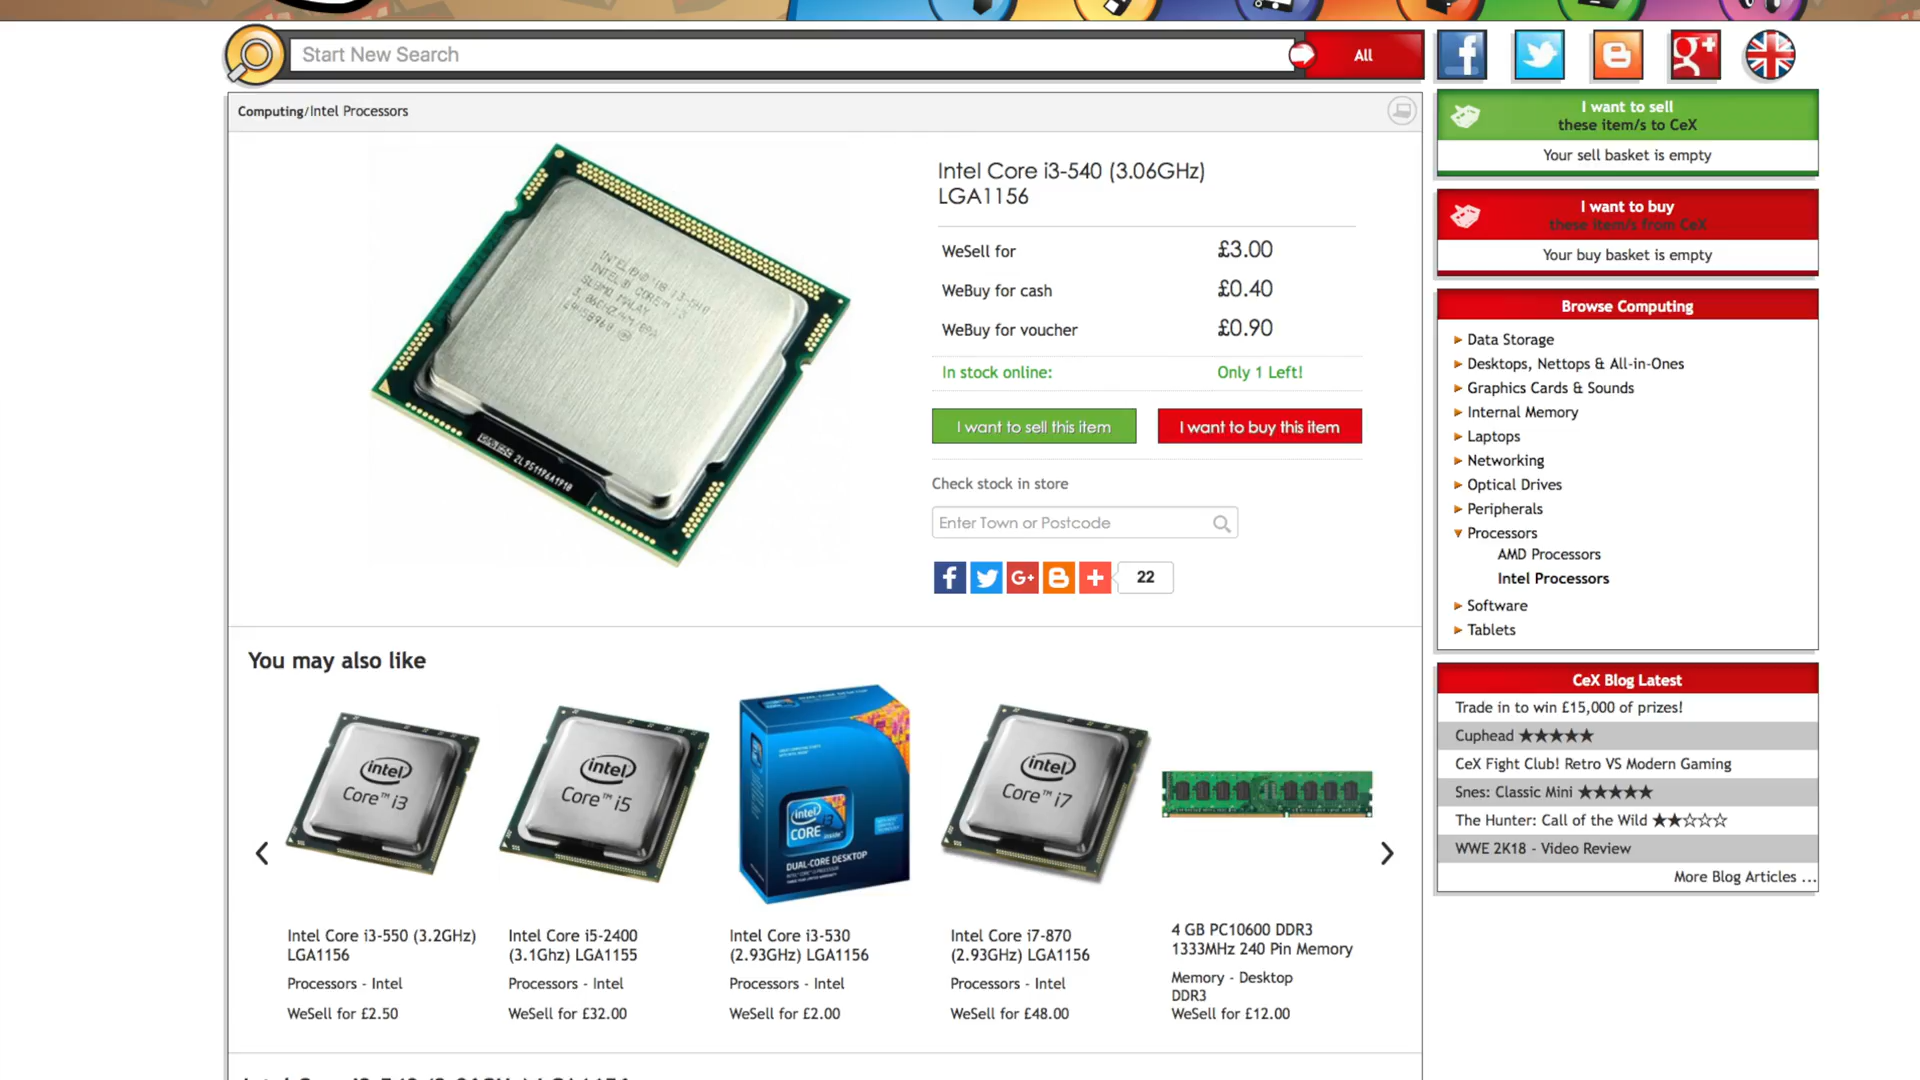 Start New Search
All
Computing/Intel Processors
Intel Core i3-540 (3.06GHz)
LGA1156
WeSell for £3.00
WeBuy for cash £0.40
WeBuy for voucher £0.90
In stock online: Only 1 Left!
I want to sell this item
I want to buy this item
Check stock in store
Enter Town or Postcode
22
INTEL® CORE™ i3
MALAY
You may also like
intel
Core™ i3
intel
Core™ i5
intel
CORE
DUAL-CORE DESKTOP
intel
Core™ i7
Intel Core i3-550 (3.2GHz)
LGA1156
Processors - Intel
WeSell for £2.50
Intel Core i5-2400
(3.1Ghz) LGA1155
Processors - Intel
WeSell for £32.00
Intel Core i3-530
(2.93GHz) LGA1156
Processors - Intel
WeSell for £2.00
Intel Core i7-870
(2.93GHz) LGA1156
Processors - Intel
WeSell for £48.00
4 GB PC10600 DDR3
1333MHz 240 Pin Memory
Memory - Desktop
DDR3
WeSell for £12.00
I want to sell
these item/s to CeX
Your sell basket is empty
I want to buy
these item/s from CeX
Your buy basket is empty
Browse Computing
Data Storage
Desktops, Nettops & All-in-Ones
Graphics Cards & Sounds
Internal Memory
Laptops
Networking
Optical Drives
Peripherals
Processors
AMD Processors
Intel Processors
Software
Tablets
CeX Blog Latest
Trade in to win £15,000 of prizes!
Cuphead ★★★★★
CeX Fight Club! Retro VS Modern Gaming
Snes: Classic Mini ★★★★★
The Hunter: Call of the Wild ★★☆☆☆
WWE 2K18 - Video Review
More Blog Articles ...